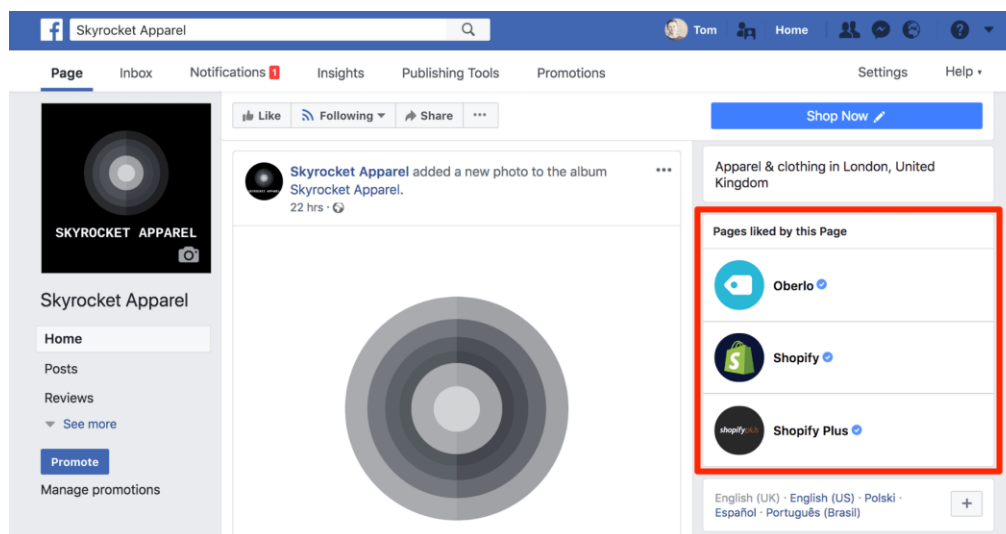 Skyrocket Apparel
Tom
Home
Page
Inbox
Notifications 1
Insights
Publishing Tools
Promotions
Settings
Help
SKYROCKET APPAREL
Skyrocket Apparel
Home
Posts
Reviews
See more
Promote
Manage promotions
Like
Following
Share
Skyrocket Apparel added a new photo to the album
Skyrocket Apparel.
22 hrs ·
Shop Now
Apparel & clothing in London, United
Kingdom
Pages liked by this Page
Oberlo
Shopify
shopifyplus
Shopify Plus
English (UK) · English (US) · Polski ·
Español · Português (Brasil)